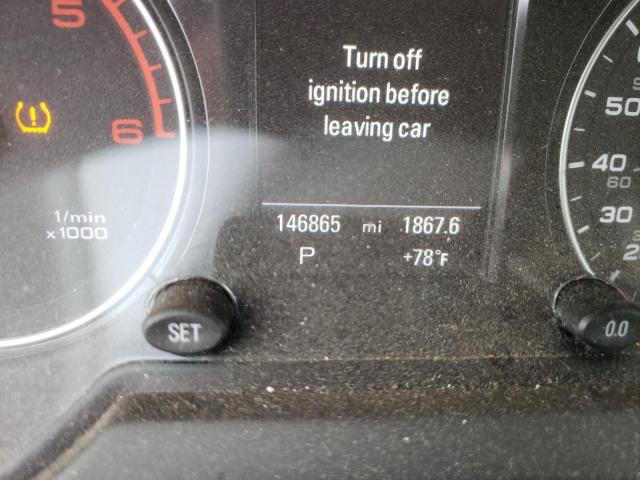 5
6
1/min
x1000
Turn off
ignition before
leaving car
146865 mi 1867.6
P +78°F
SET
50
40
60
30
0.0